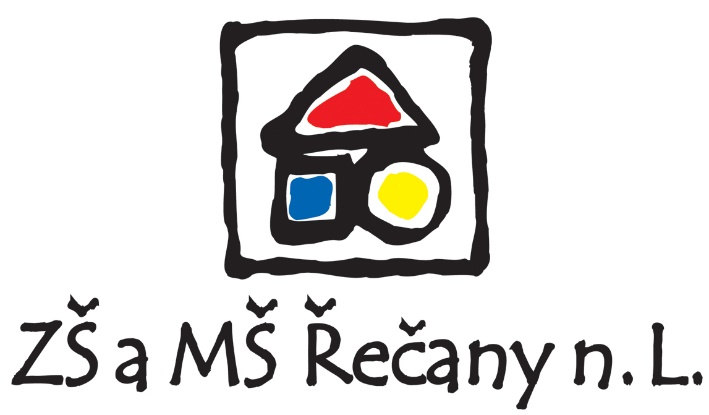 ZŠ a MŠ Řečany n. L.